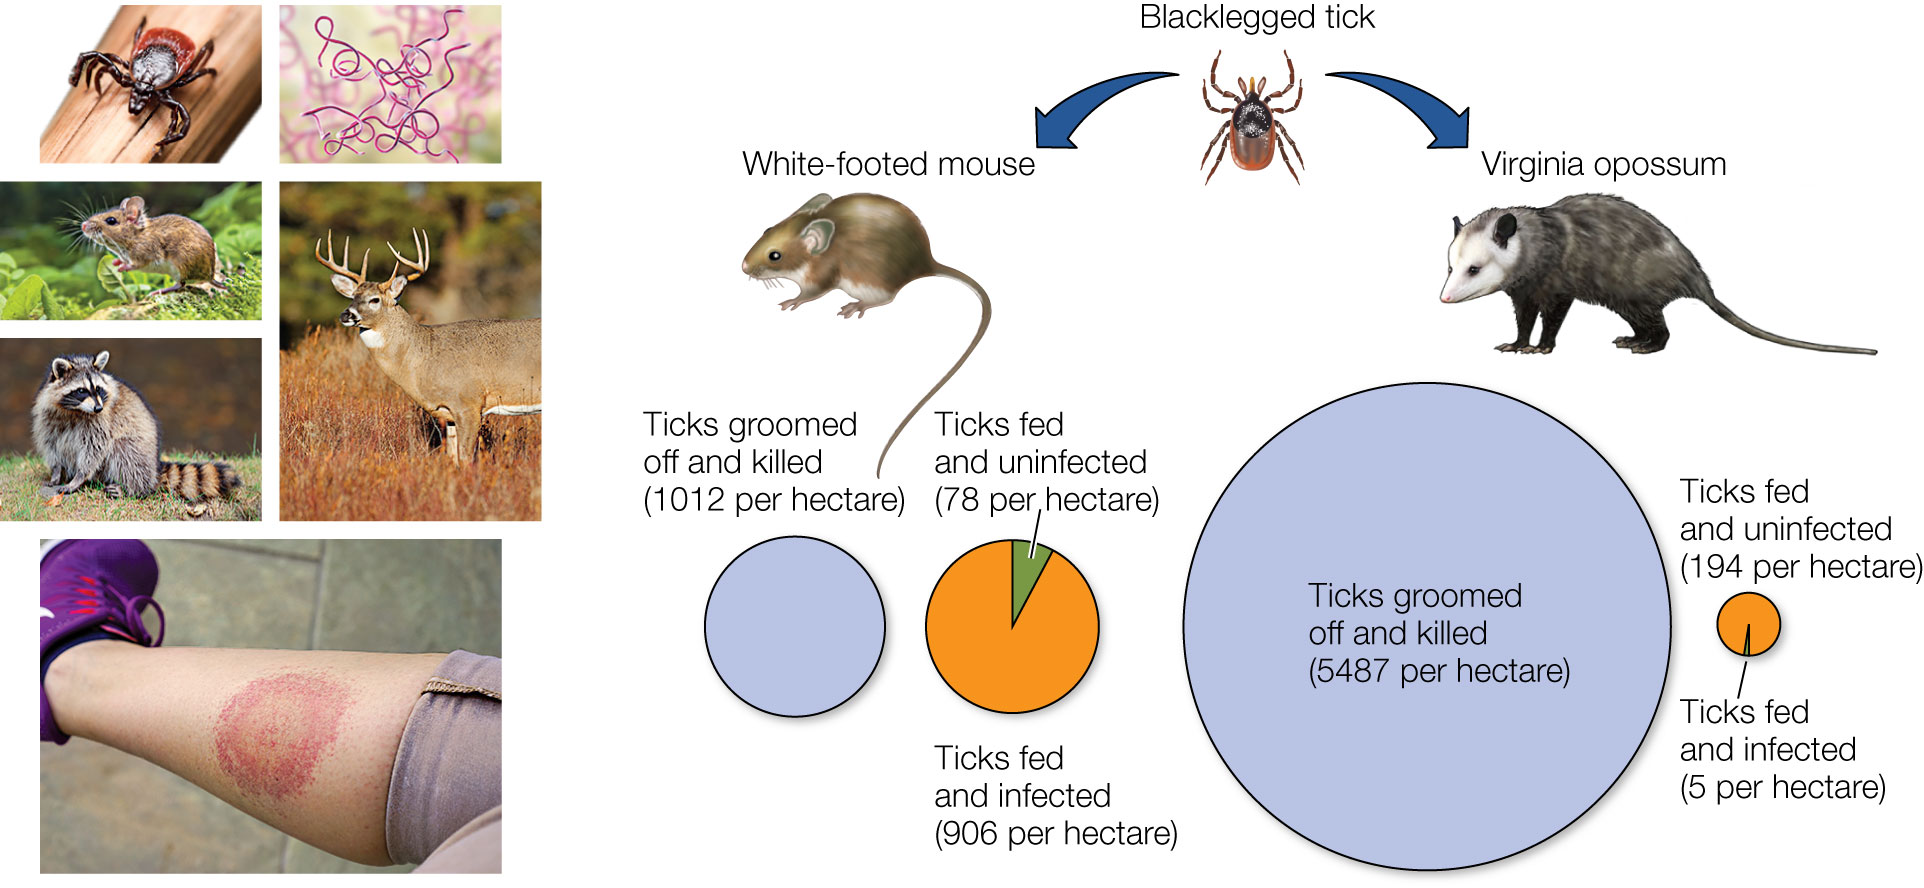 Blacklegged tick
White-footed mouse
Virginia opossum
Ticks groomed
off and killed
(1012 per hectare)
Ticks fed
and uninfected
(78 per hectare)
Ticks fed
and infected
(906 per hectare)
Ticks groomed
off and killed
(5487 per hectare)
Ticks fed
and uninfected
(194 per hectare)
Ticks fed
and infected
(5 per hectare)